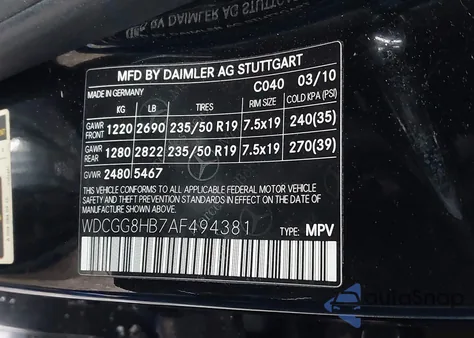 MFD BY DAIMLER AG STUTTGART
MADE IN GERMANY C040 03/10
KG LB TIRES RIM SIZE COLD KPA (PSI)
GAWR FRONT 1220 2690 235/50 R19 7.5x19 240(35)
GAWR REAR 1280 2822 235/50 R19 7.5x19 270(39)
GVWR 2480 5467
THIS VEHICLE CONFORMS TO ALL APPLICABLE FEDERAL MOTOR
VEHICLE SAFETY, BUMPER AND THEFT PREVENTION STANDARDS IN
EFFECT ON THE DATE OF MANUFACTURE SHOWN ABOVE.
WDCGG8HB7AF494381 TYPE: MPV
autoSnap